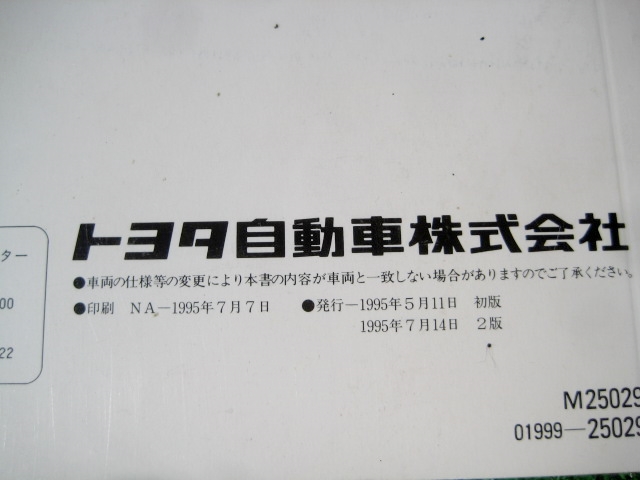 トヨタ自動車株式会社
●車両の仕様等の変更により本書の内容が車両と一致しない場合がありますのでご了承ください。
●印刷 NA―1995年7月7日 ●発行―1995年5月11日 初版
1995年7月14日 2版
ター
00
22
M25029
01999―25029